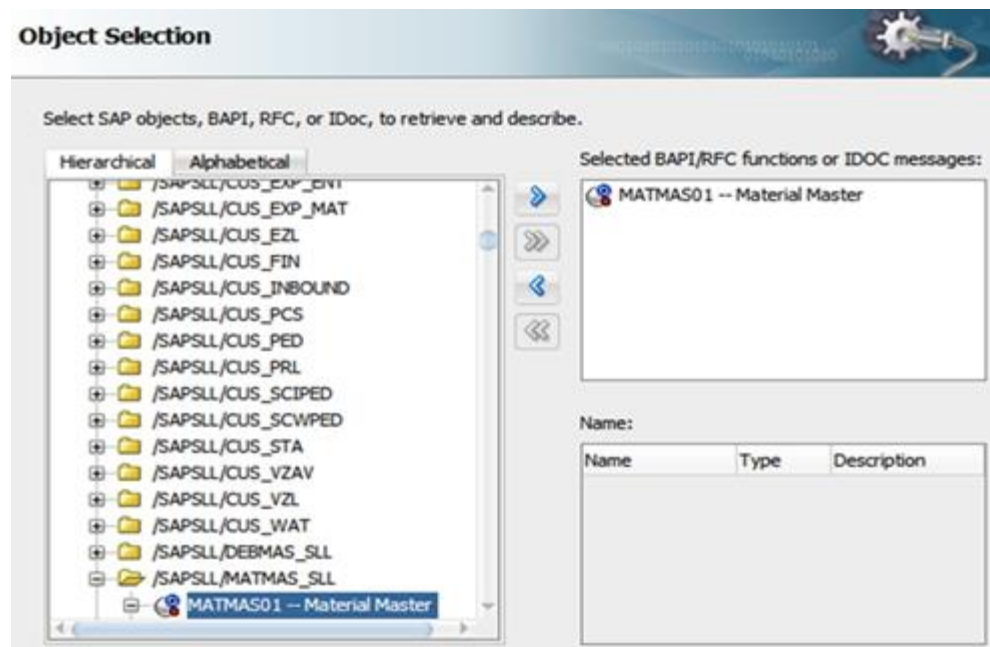 Object Selection
Select SAP objects, BAPI, RFC, or IDoc, to retrieve and describe.
Hierarchical Alphabetical
/SAPSLL/CUS_EXP_ENT
/SAPSLL/CUS_EXP_MAT
/SAPSLL/CUS_EZL
/SAPSLL/CUS_FIN
/SAPSLL/CUS_INBOUND
/SAPSLL/CUS_PCS
/SAPSLL/CUS_PED
/SAPSLL/CUS_PRL
/SAPSLL/CUS_SCIPED
/SAPSLL/CUS_SCWPED
/SAPSLL/CUS_STA
/SAPSLL/CUS_VZAV
/SAPSLL/CUS_VZL
/SAPSLL/CUS_WAT
/SAPSLL/DEBMAS_SLL
/SAPSLL/MATMAS_SLL
MATMAS01 -- Material Master
Selected BAPI/RFC functions or IDOC messages:
MATMAS01 -- Material Master
Name:
Name Type Description